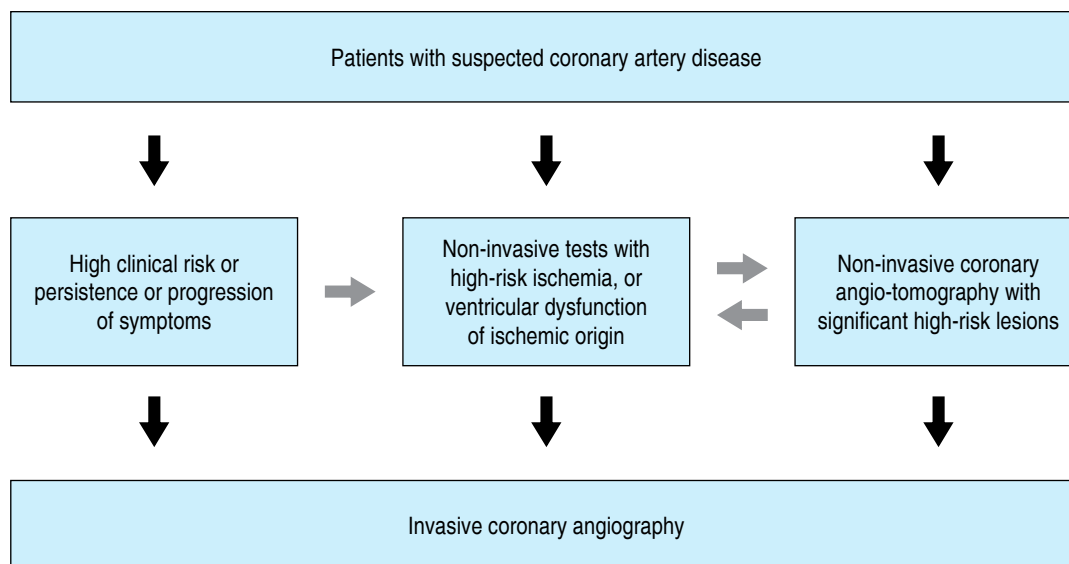 Patients with suspected coronary artery disease
High clinical risk or
persistence or progression
of symptoms
Non-invasive tests with
high-risk ischemia, or
ventricular dysfunction
of ischemic origin
Non-invasive coronary
angio-tomography with
significant high-risk lesions
Invasive coronary angiography